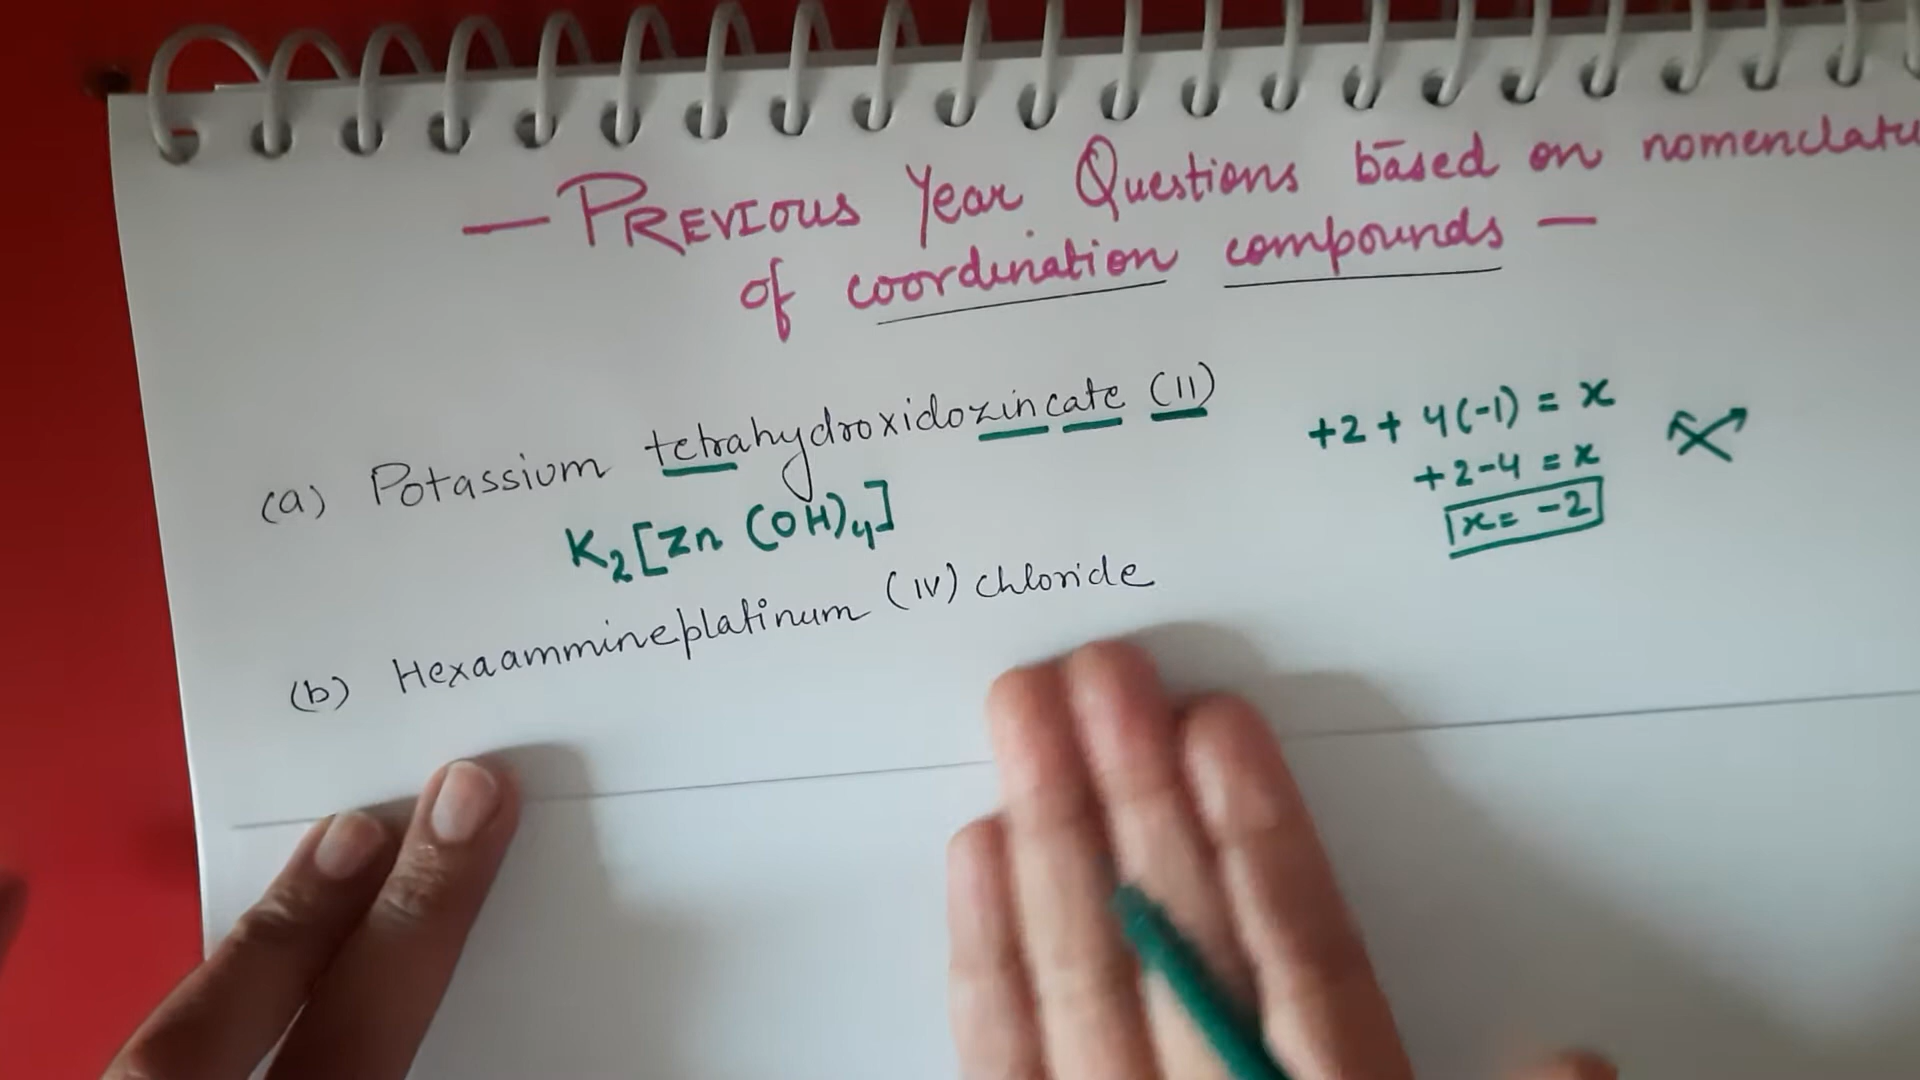 — PREVIOUS Year Questions based on
of coordination compounds —
(a) Potassium tetrahydroxidozincate (II)
K₂[Zn (OH)₄]
+2 + 4(-1) = x
+2-4 = x
x = -2
(b) Hexaammineplatinum (IV) chloride